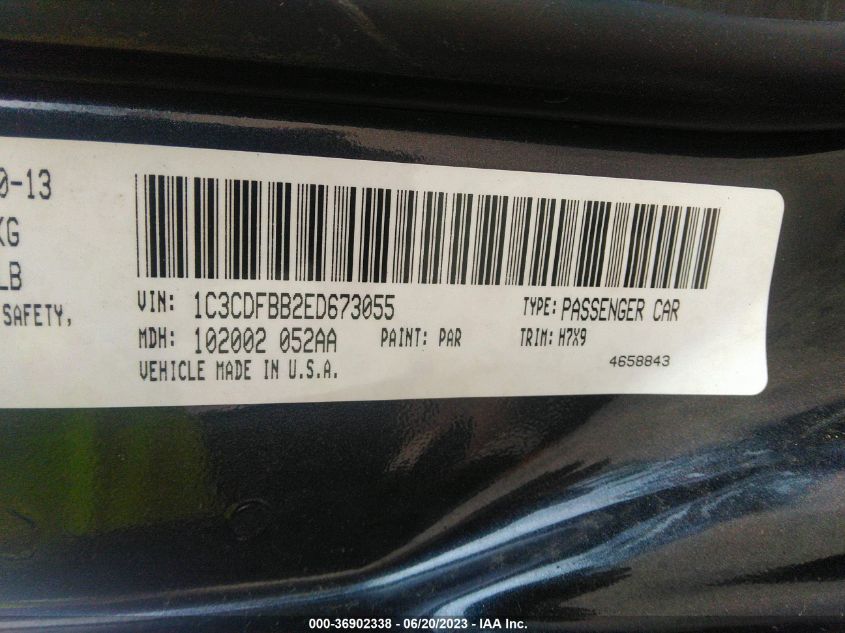 0-13
KG
LB
SAFETY,
VIN: 1C3CDFBB2ED673055 TYPE: PASSENGER CAR
MDH: 102002 052AA PAINT: PAR TRIM: H7X9
VEHICLE MADE IN U.S.A. 4658843
000-36902338 - 06/20/2023 - IAA Inc.